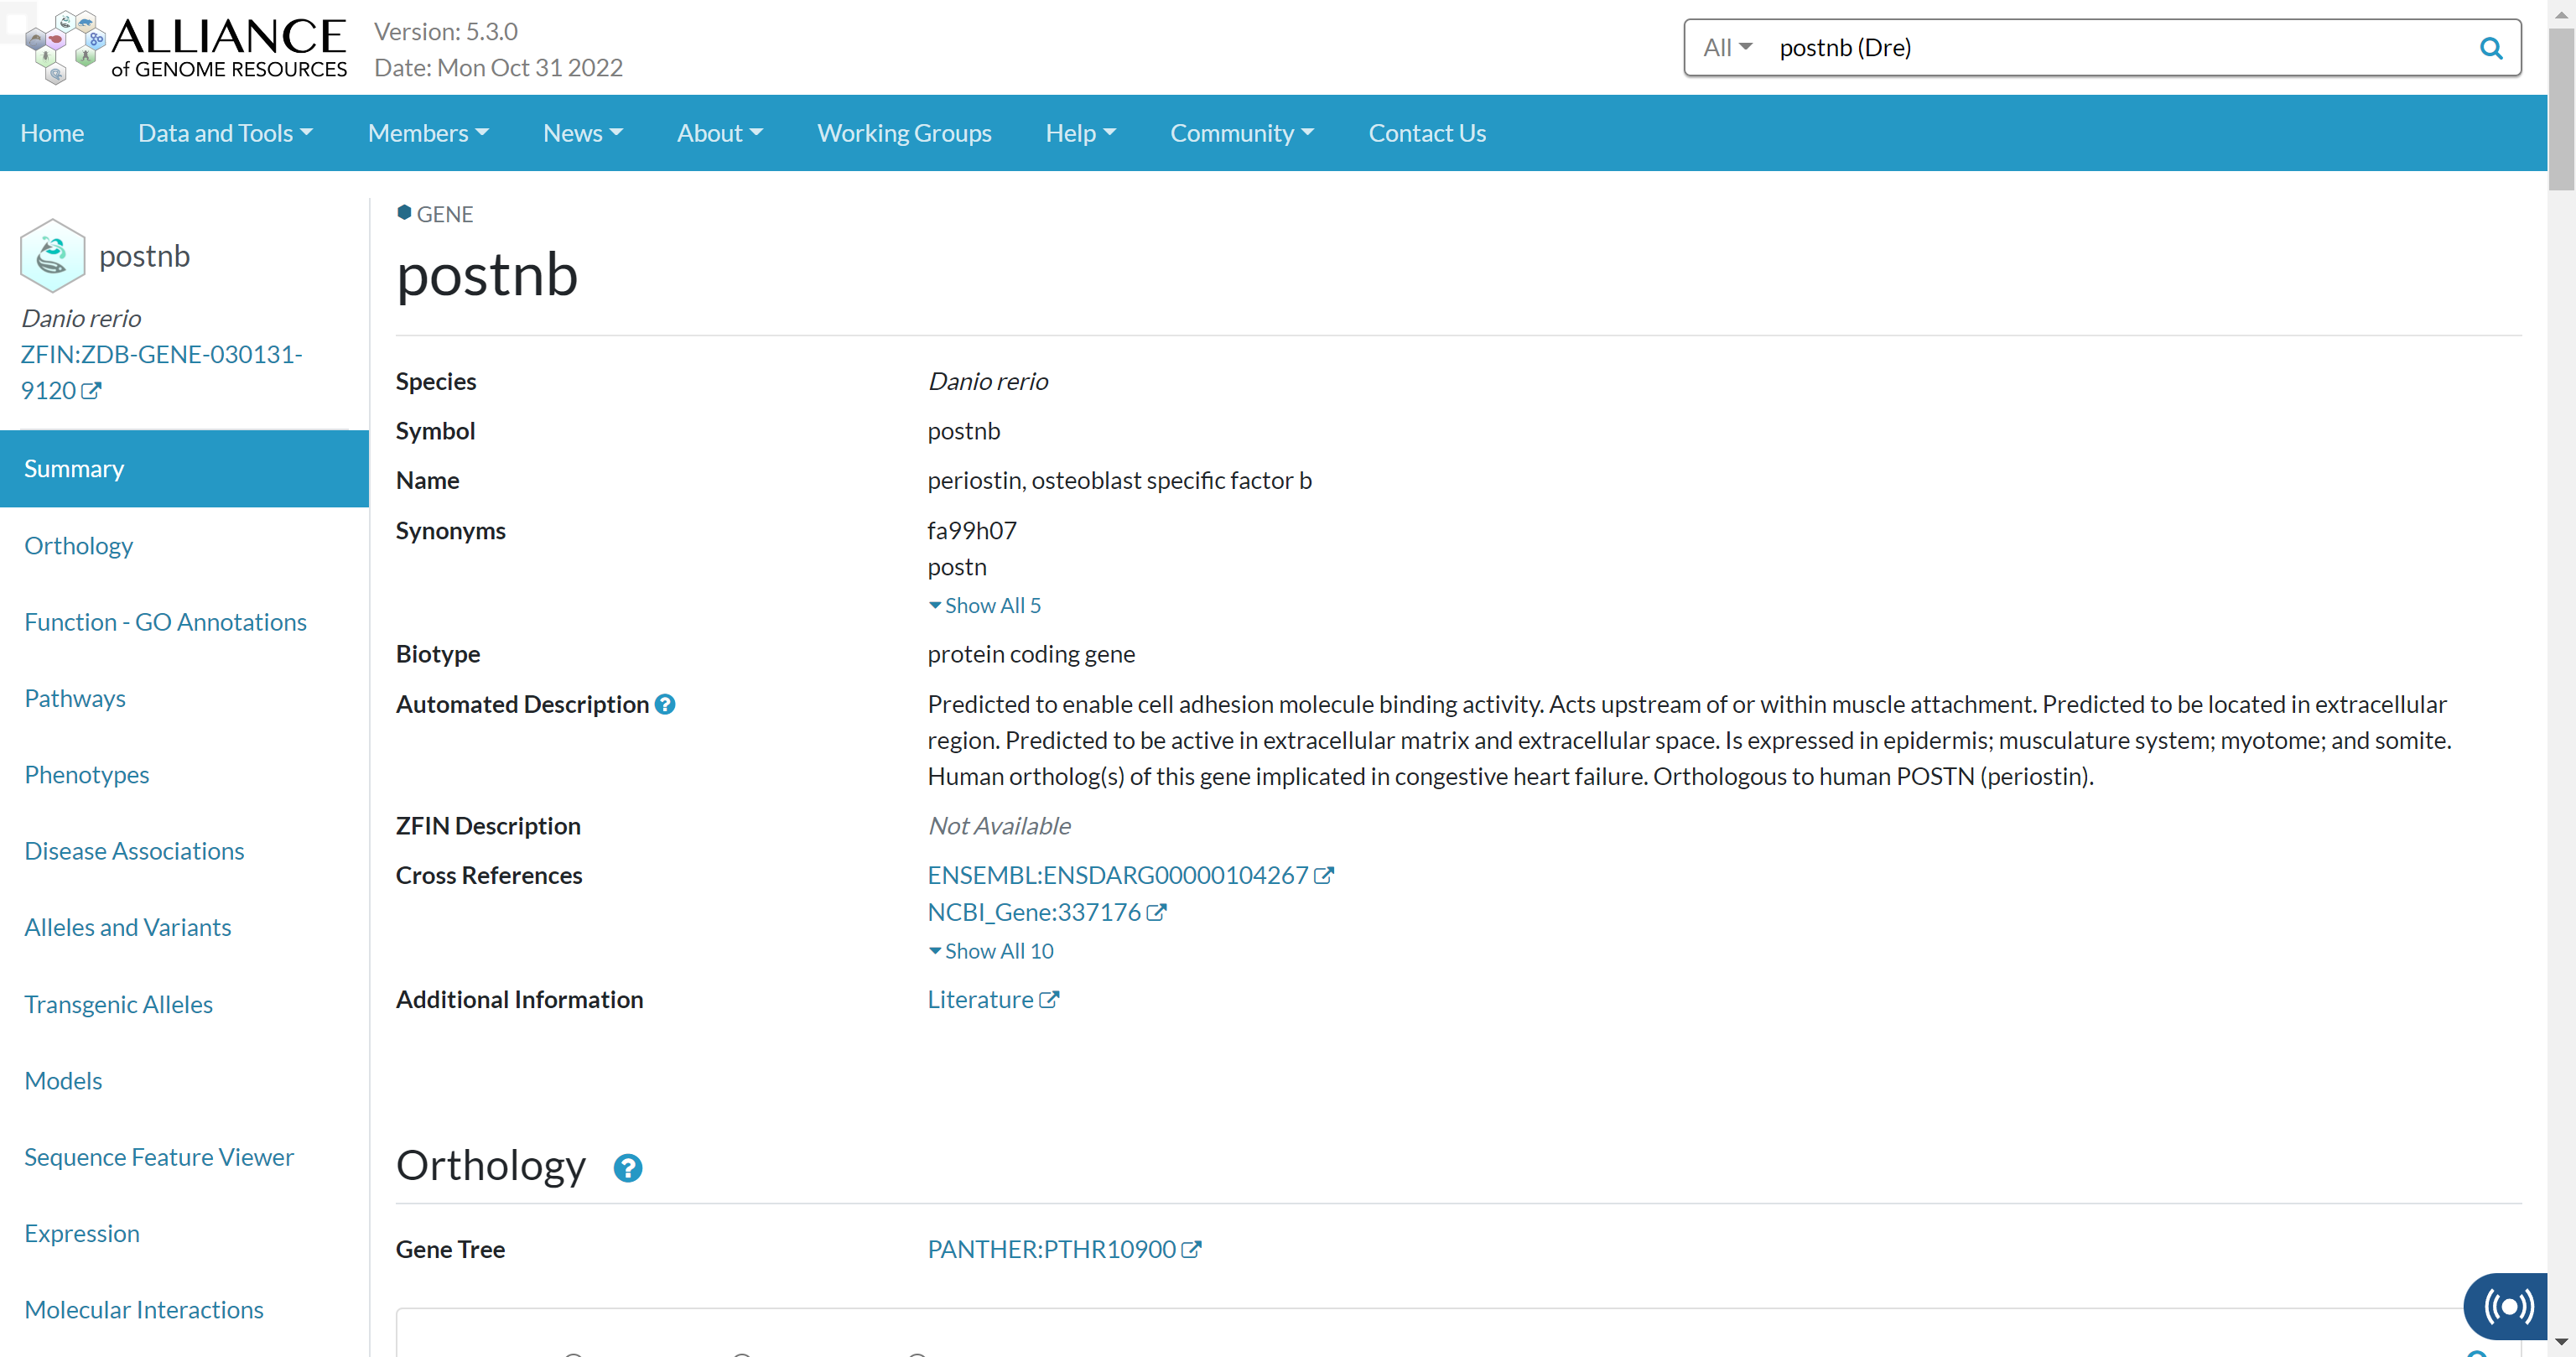 ALLIANCE
of GENOME RESOURCES
Version: 5.3.0
Date: Mon Oct 31 2022
All
postnb (Dre)
Home
Data and Tools
Members
News
About
Working Groups
Help
Community
Contact Us
postnb
Danio rerio
ZFIN:ZDB-GENE-030131-
9120
Summary
Orthology
Function - GO Annotations
Pathways
Phenotypes
Disease Associations
Alleles and Variants
Transgenic Alleles
Models
Sequence Feature Viewer
Expression
Molecular Interactions
GENE
postnb
Species
Danio rerio
Symbol
postnb
Name
periostin, osteoblast specific factor b
Synonyms
fa99h07
postn
Show All 5
Biotype
protein coding gene
Automated Description
Predicted to enable cell adhesion molecule binding activity. Acts upstream of or within muscle attachment. Predicted to be located in extracellular
region. Predicted to be active in extracellular matrix and extracellular space. Is expressed in epidermis; musculature system; myotome; and somite.
Human ortholog(s) of this gene implicated in congestive heart failure. Orthologous to human POSTN (periostin).
ZFIN Description
Not Available
Cross References
ENSEMBL:ENSDARG00000104267
NCBI_Gene:337176
Show All 10
Additional Information
Literature
Orthology
Gene Tree
PANTHER:PTHR10900